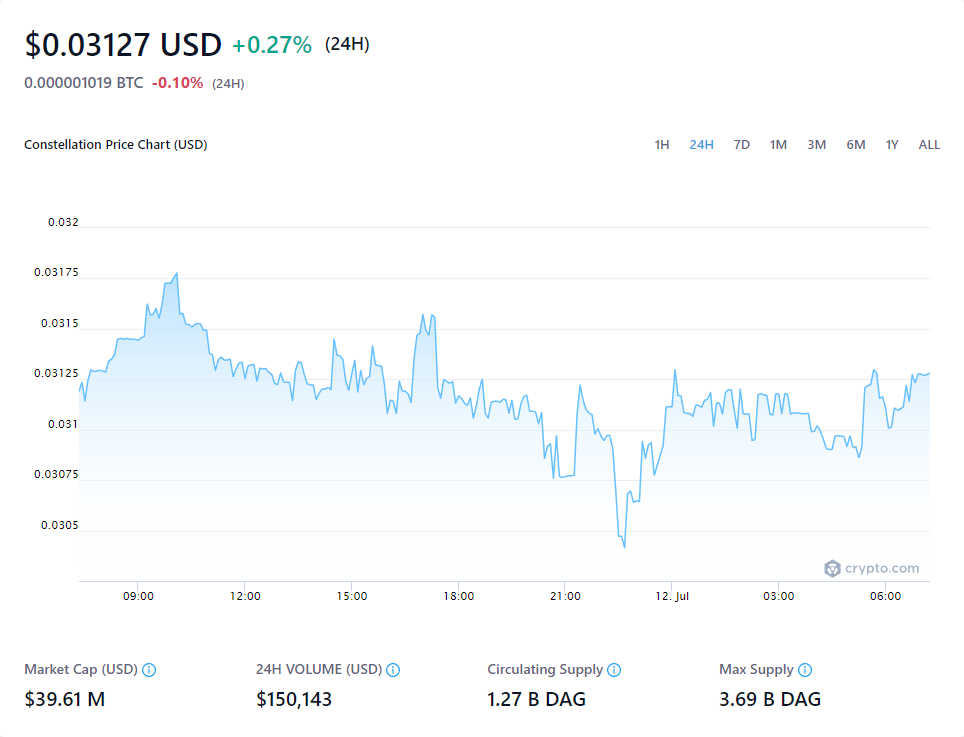 $0.03127 USD +0.27% (24H)
0.000001019 BTC -0.10% (24H)
Constellation Price Chart (USD)
1H 24H 7D 1M 3M 6M 1Y ALL
0.032
0.03175
0.0315
0.03125
0.031
0.03075
0.0305
crypto.com
09:00 12:00 15:00 18:00 21:00 12. Jul 03:00 06:00
Market Cap (USD) 24H VOLUME (USD) Circulating Supply Max Supply
$39.61 M $150,143 1.27 B DAG 3.69 B DAG